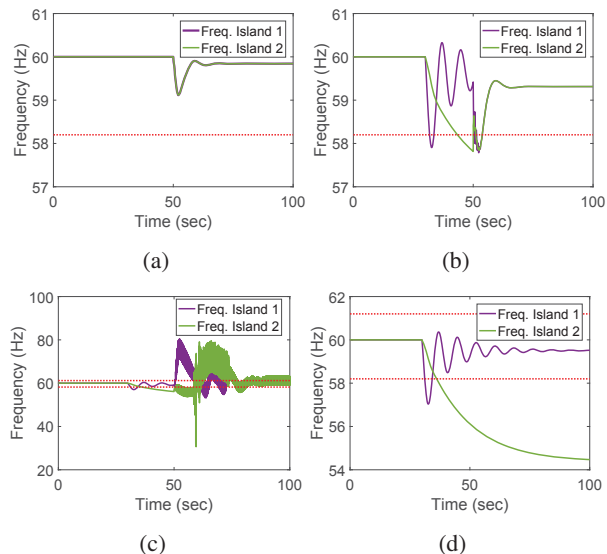 61
60
59
58
57
Frequency (Hz)
0
50
100
Time (sec)
Freq. Island 1
Freq. Island 2
(a)
61
60
59
58
57
Frequency (Hz)
0
50
100
Time (sec)
Freq. Island 1
Freq. Island 2
(b)
100
80
60
40
20
Frequency (Hz)
0
50
100
Time (sec)
Freq. Island 1
Freq. Island 2
(c)
62
60
58
56
54
Frequency (Hz)
0
50
100
Time (sec)
Freq. Island 1
Freq. Island 2
(d)